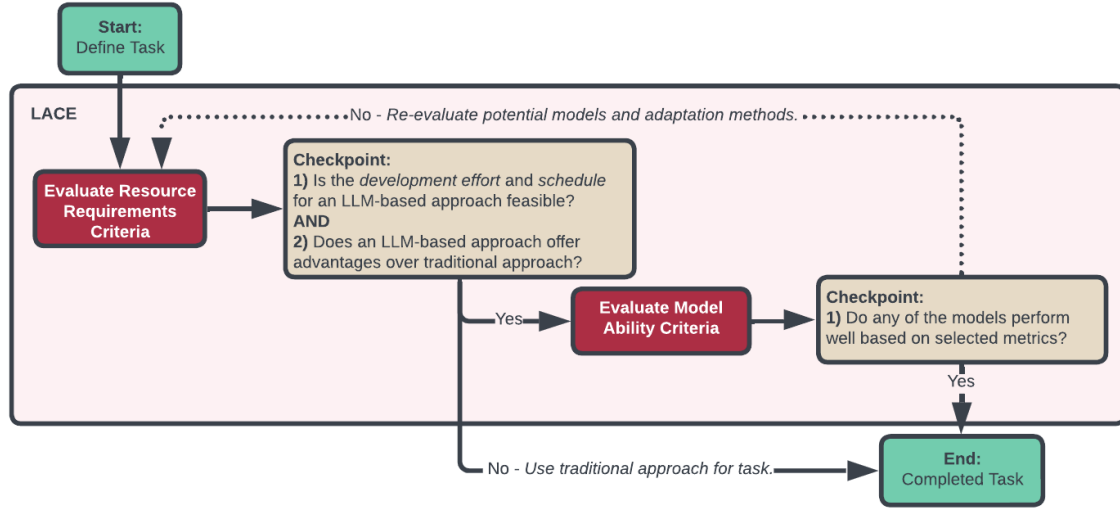 Start:
Define Task
LACE
No - Re-evaluate potential models and adaptation methods.
Evaluate Resource
Requirements
Criteria
Checkpoint:
1) Is the development effort and schedule
for an LLM-based approach feasible?
AND
2) Does an LLM-based approach offer
advantages over traditional approach?
Yes
Evaluate Model
Ability Criteria
Checkpoint:
1) Do any of the models perform
well based on selected metrics?
Yes
No - Use traditional approach for task.
End:
Completed Task